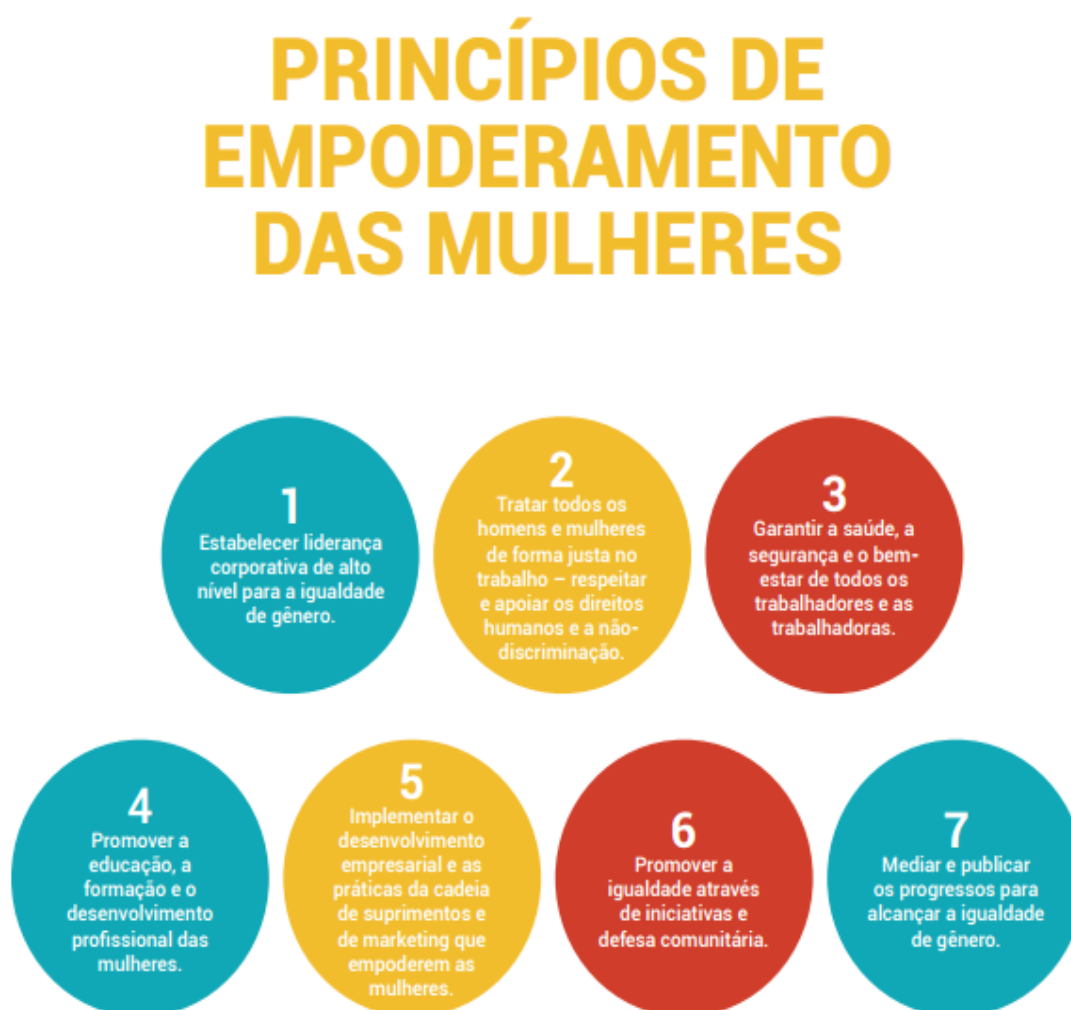 PRINCÍPIOS DE
EMPODERAMENTO
DAS MULHERES
1
Estabelecer liderança
corporativa de alto
nível para a igualdade
de gênero.
2
Tratar todos os
homens e mulheres
de forma justa no
trabalho – respeitar
e apoiar os direitos
humanos e a não-
discriminação.
3
Garantir a saúde, a
segurança e o bem-
estar de todos os
trabalhadores e as
trabalhadoras.
4
Promover a
educação, a
formação e o
desenvolvimento
profissional das
mulheres.
5
Implementar o
desenvolvimento
empresarial e as
práticas da cadeia
de suprimentos e
de marketing que
empoderem as
mulheres.
6
Promover a
igualdade através
de iniciativas e
defesa comunitária.
7
Mediar e publicar
os progressos para
alcançar a igualdade
de gênero.